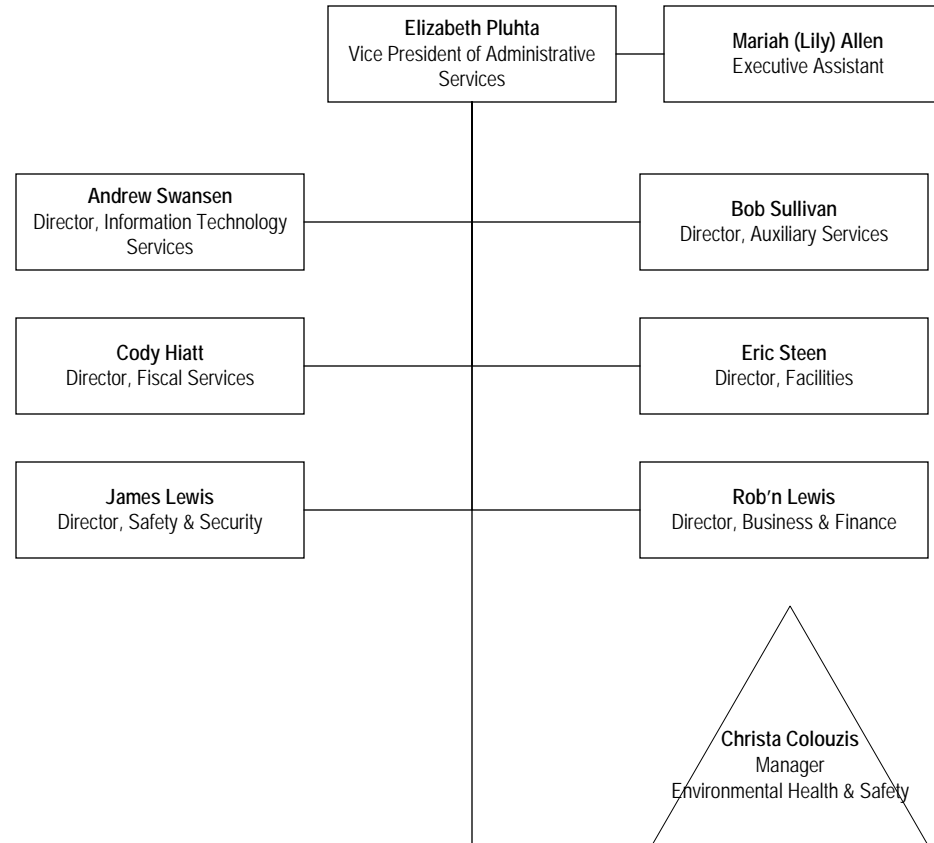 Elizabeth Pluhta
Vice President of Administrative
Services
Mariah (Lily) Allen
Executive Assistant
Andrew Swansen
Director, Information Technology
Services
Bob Sullivan
Director, Auxiliary Services
Cody Hiatt
Director, Fiscal Services
Eric Steen
Director, Facilities
James Lewis
Director, Safety & Security
Rob’n Lewis
Director, Business & Finance
Christa Colouzis
Manager
Environmental Health & Safety